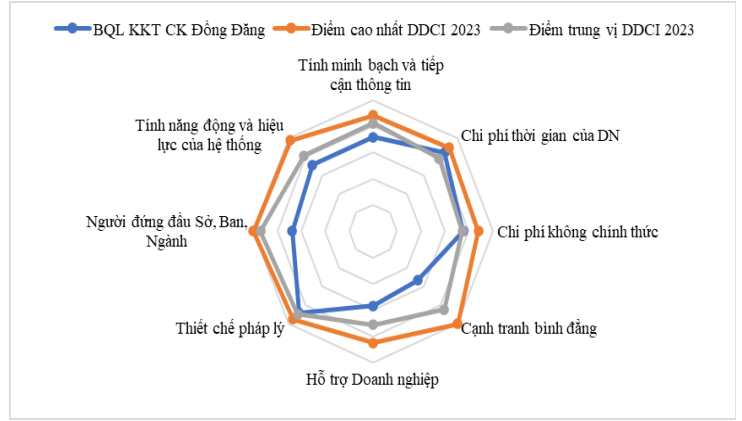 BQL KKT CK Đồng Đăng
Điểm cao nhất DDCI 2023
Điểm trung vị DDCI 2023
Tính minh bạch và tiếp
cận thông tin
Chi phí thời gian của DN
Chi phí không chính thức
Cạnh tranh bình đẳng
Hỗ trợ Doanh nghiệp
Thiết chế pháp lý
Người đứng đầu Sở, Ban,
Ngành
Tính năng động và hiệu
lực của hệ thống